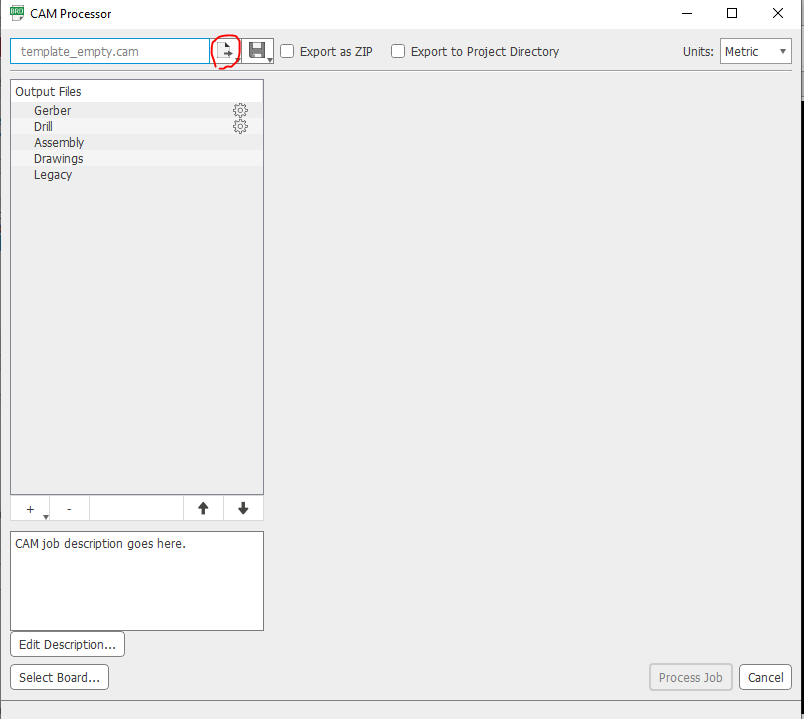 BRD CAM Processor
template_empty.cam Export as ZIP Export to Project Directory Units: Metric
Output Files
Gerber
Drill
Assembly
Drawings
Legacy
+ -
CAM job description goes here.
Edit Description...
Select Board... Process Job Cancel